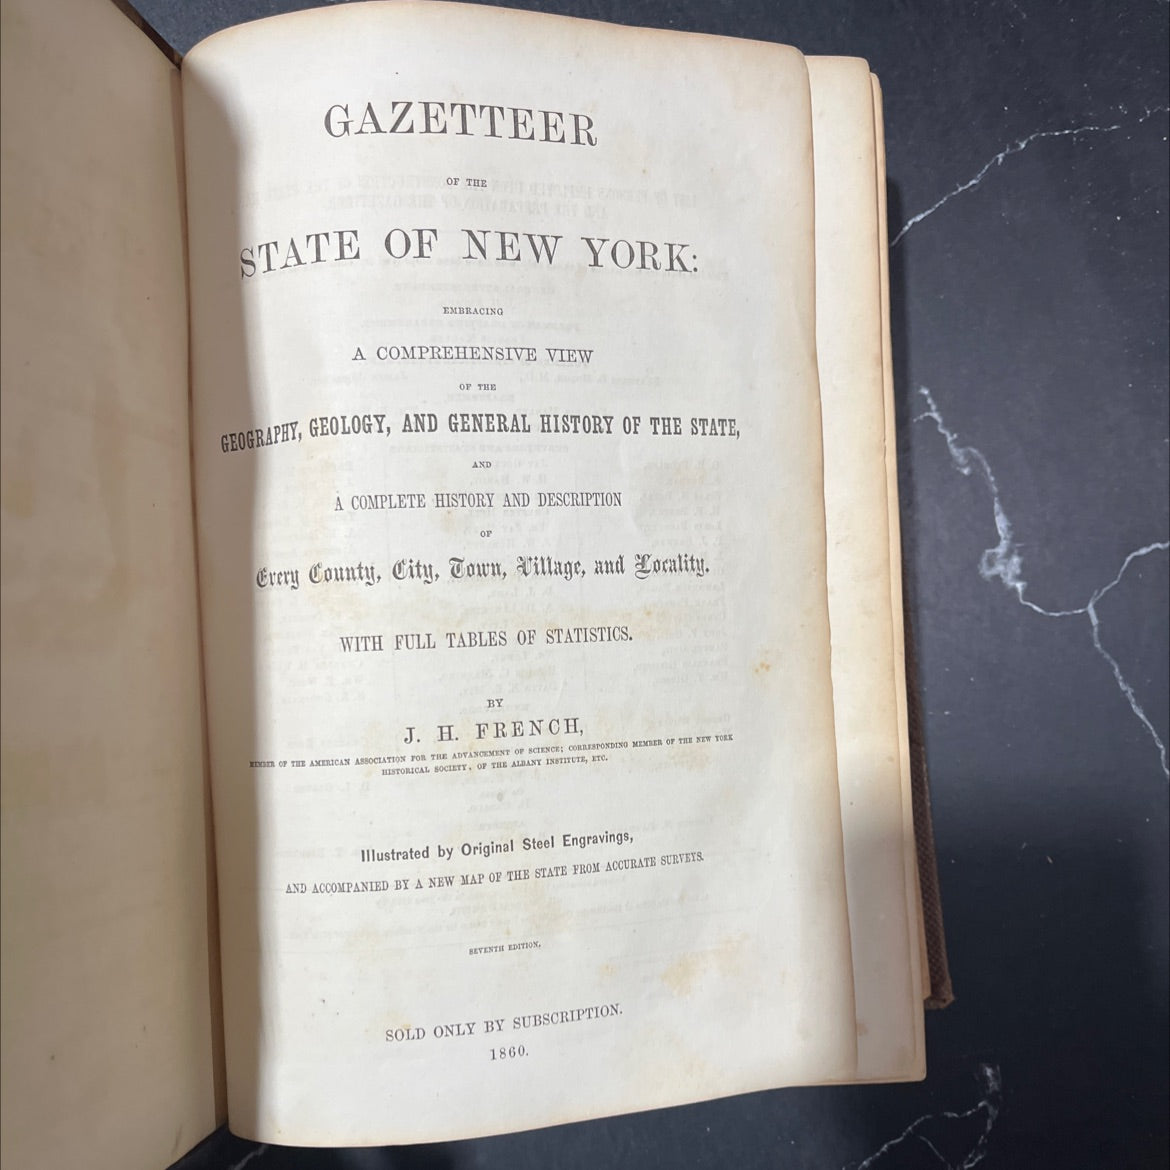 GAZETTEER
OF THE
STATE OF NEW YORK:
EMBRACING
A COMPREHENSIVE VIEW
OF THE
GEOGRAPHY, GEOLOGY, AND GENERAL HISTORY OF THE STATE,
AND
A COMPLETE HISTORY AND DESCRIPTION
OF
Every County, City, Town, Village, and Locality.
WITH FULL TABLES OF STATISTICS.
BY
J. H. FRENCH,
MEMBER OF THE AMERICAN ASSOCIATION FOR THE ADVANCEMENT OF SCIENCE; CORRESPONDING MEMBER OF THE NEW YORK
HISTORICAL SOCIETY, OF THE ALBANY INSTITUTE, ETC.
Illustrated by Original Steel Engravings,
AND ACCOMPANIED BY A NEW MAP OF THE STATE FROM ACCURATE SURVEYS.
SEVENTH EDITION.
SOLD ONLY BY SUBSCRIPTION.
1860.